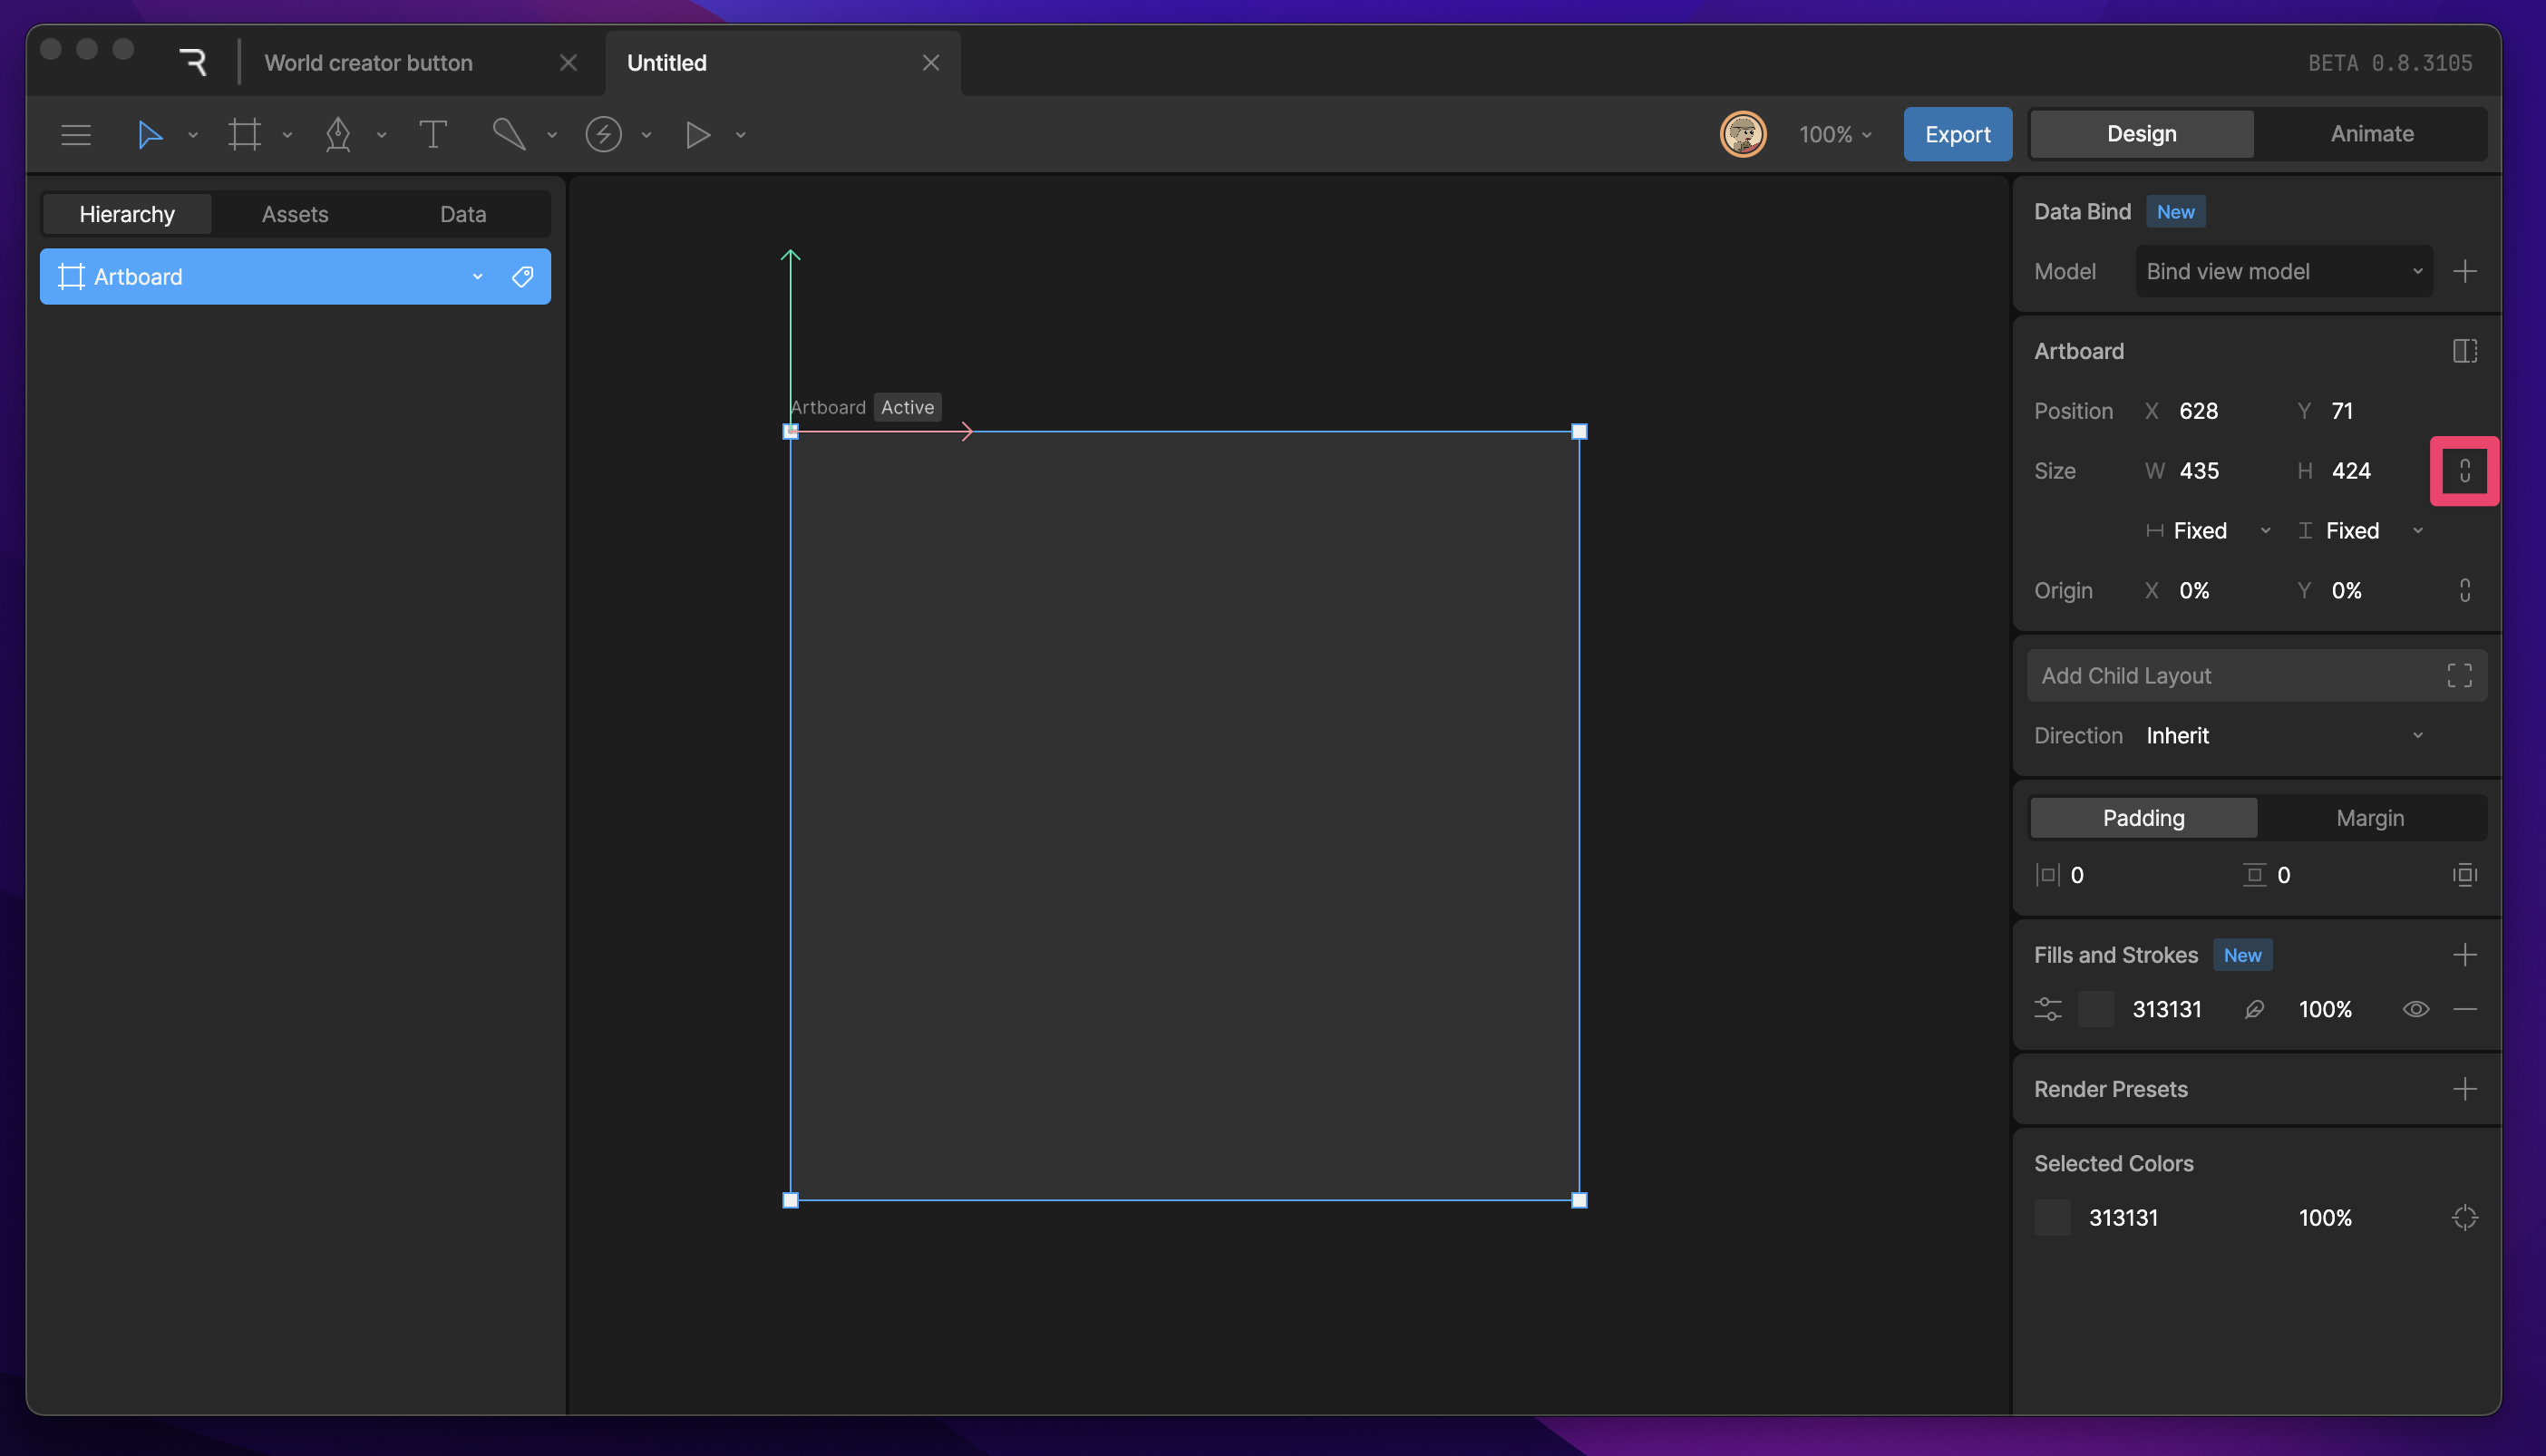 World creator button
Untitled
BETA 0.8.3105
100%
Export
Design
Animate
Hierarchy
Assets
Data
Artboard
Artboard Active
Data Bind New
Model Bind view model
Artboard
Position X 628 Y 71
Size W 435 H 424
Fixed Fixed
Origin X 0% Y 0%
Add Child Layout
Direction Inherit
Padding Margin
0 0
Fills and Strokes New
313131 100%
Render Presets
Selected Colors
313131 100%